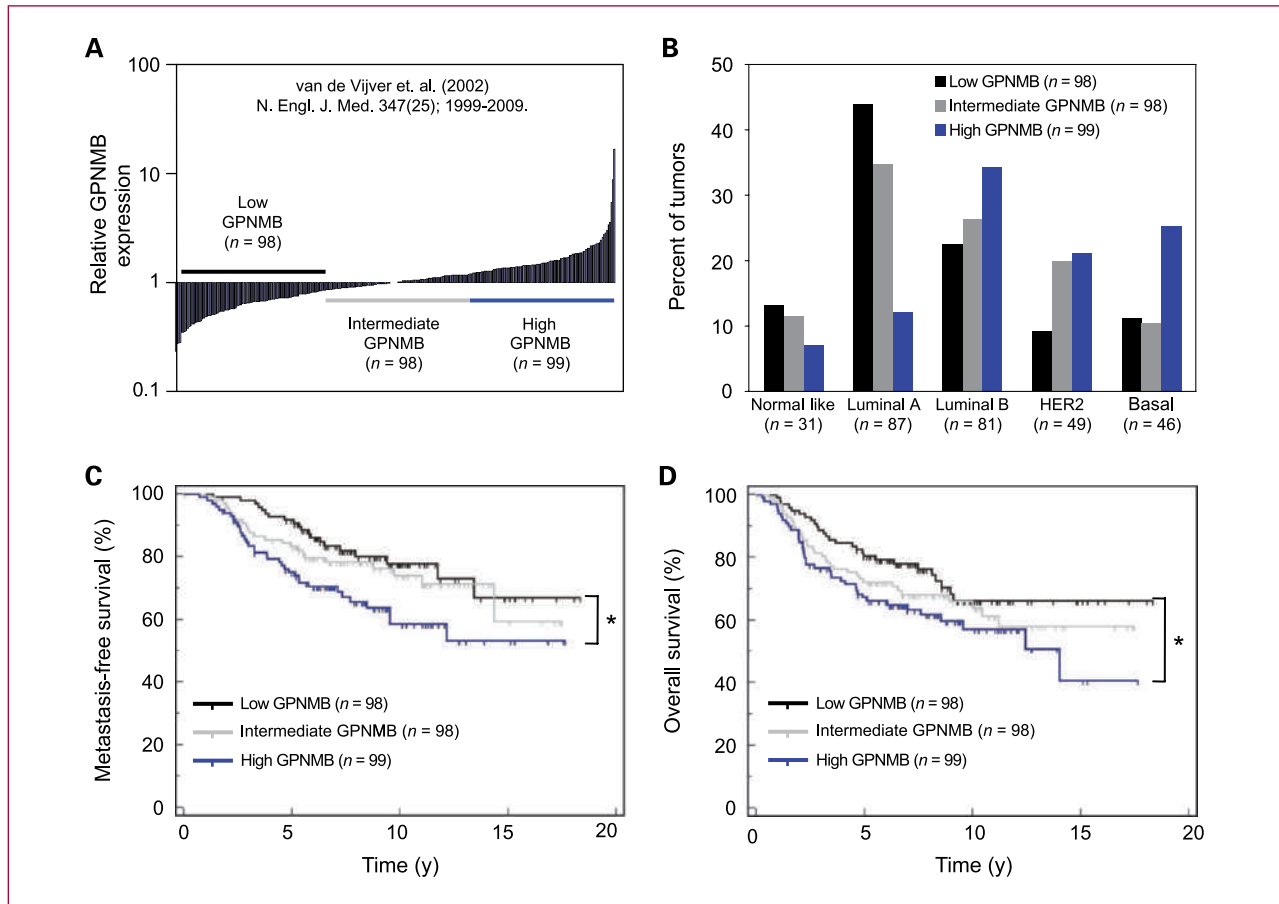 A
100
10
1
0.1
Relative GPNMB
expression
van de Vijver et. al. (2002)
N. Engl. J. Med. 347(25); 1999-2009.
Low
GPNMB
(n = 98)
Intermediate
GPNMB
(n = 98)
High
GPNMB
(n = 99)
B
50
40
30
20
10
0
Percent of tumors
Low GPNMB (n = 98)
Intermediate GPNMB (n = 98)
High GPNMB (n = 99)
Normal like
(n = 31)
Luminal A
(n = 87)
Luminal B
(n = 81)
HER2
(n = 49)
Basal
(n = 46)
C
100
80
60
40
20
0
Metastasis-free survival (%)
*
Low GPNMB (n = 98)
Intermediate GPNMB (n = 98)
High GPNMB (n = 99)
0 5 10 15 20
Time (y)
D
100
80
60
40
20
0
Overall survival (%)
*
Low GPNMB (n = 98)
Intermediate GPNMB (n = 98)
High GPNMB (n = 99)
0 5 10 15 20
Time (y)